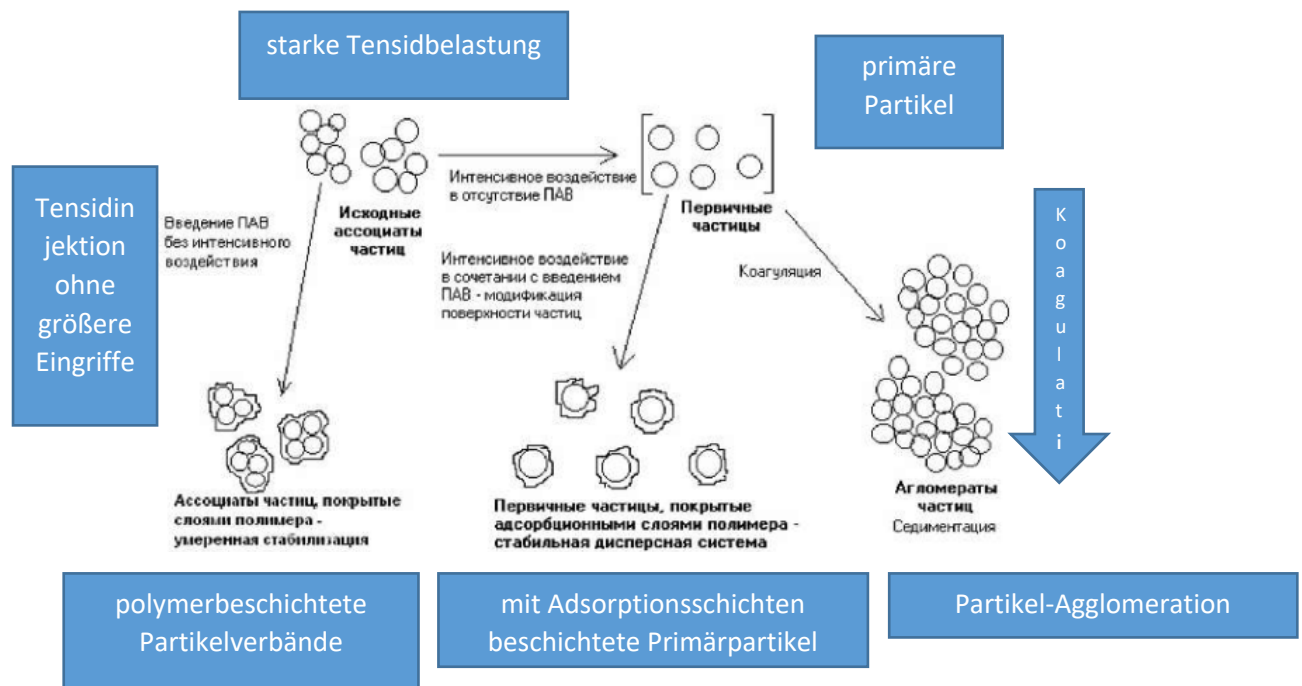 starke Tensidbelastung
primäre
Partikel
Tensidin
jektion
ohne
größere
Eingriffe
Введение ПАВ
без интенсивного
воздействия
Исходные
ассоциаты
частиц
Интенсивное воздействие
в отсутствие ПАВ
Первичные
частицы
Интенсивное воздействие
в сочетании с введением
ПАВ - модификация
поверхности частиц
Коагуляция
K
o
a
g
u
l
a
t
i
Ассоциаты частиц, покрытые
слоями полимера -
умеренная стабилизация
Первичные частицы, покрытые
адсорбционными слоями полимера -
стабильная дисперсная система
Агломераты
частиц
Седиментация
polymerbeschichtete
Partikelverbände
mit Adsorptionsschichten
beschichtete Primärpartikel
Partikel-Agglomeration